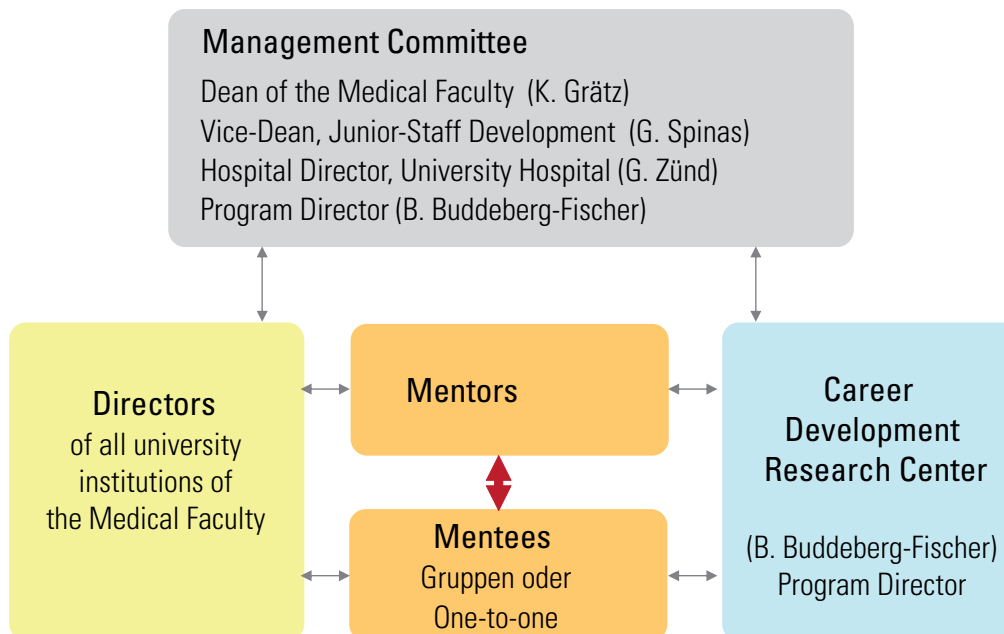 Management Committee
Dean of the Medical Faculty (K. Grätz)
Vice-Dean, Junior-Staff Development (G. Spinas)
Hospital Director, University Hospital (G. Zünd)
Program Director (B. Buddeberg-Fischer)
Directors
of all university
institutions of
the Medical Faculty
Mentors
Mentees
Gruppen oder
One-to-one
Career
Development
Research Center
(B. Buddeberg-Fischer)
Program Director